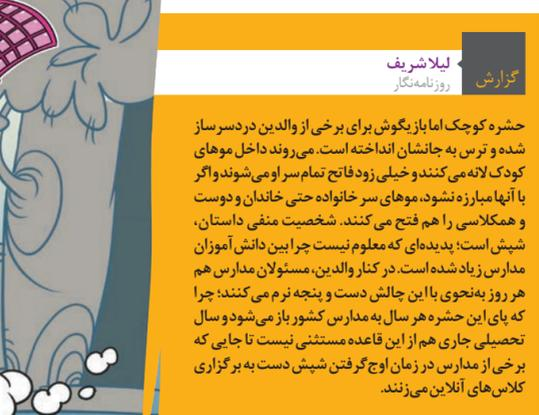 گزارش
لیلا شریف
روزنامه‌نگار
حشره کوچک اما بازیگوش برای برخی از والدین دردسرساز
شده و ترس به جانشان انداخته است. می‌روند داخل موهای
کودک لانه می‌کنند و خیلی زود فاتح تمام سر او می‌شوند و اگر
با آنها مبارزه نشود، موهای سر خانواده حتی خاندان و دوست
و همکلاسی را هم فتح می‌کنند. شخصیت منفی داستان،
شپش است؛ پدیده‌ای که معلوم نیست چرا بین دانش‌آموزان
مدارس زیاد شده است. در کنار والدین، مسئولان مدارس هم
هر روز به‌نحوی با این چالش دست و پنجه نرم می‌کنند؛ چرا
که پای این حشره هر سال به مدارس کشور باز می‌شود و سال
تحصیلی جاری هم از این قاعده مستثنی نیست تا جایی که
برخی از مدارس در زمان اوج گرفتن شپش دست به برگزاری
کلاس‌های آنلاین می‌زنند.